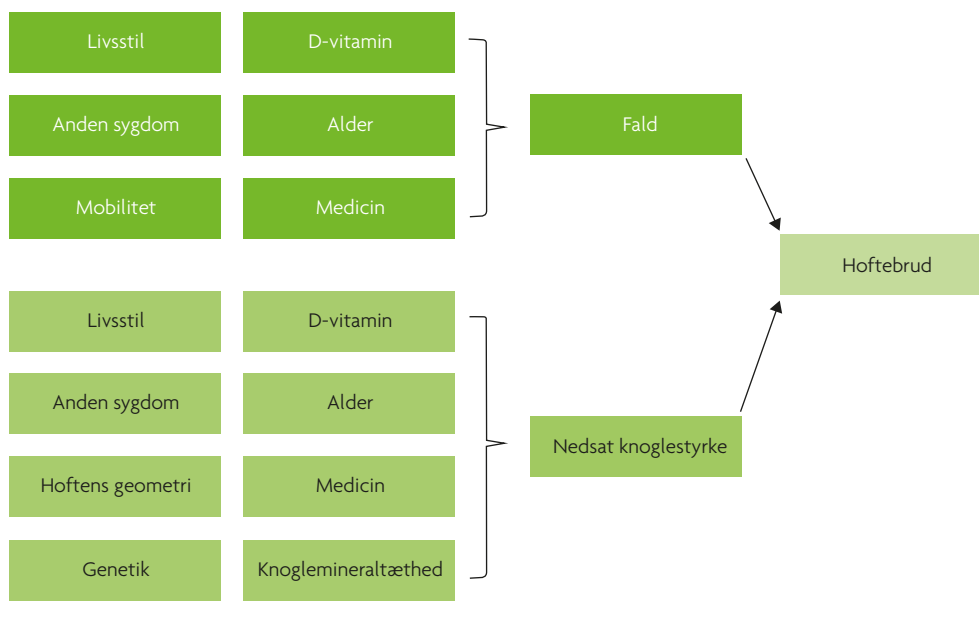 Livsstil
D-vitamin
Anden sygdom
Alder
Fald
Mobilitet
Medicin
Hoftebrud
Livsstil
D-vitamin
Anden sygdom
Alder
Nedsat knoglestyrke
Hoftens geometri
Medicin
Genetik
Knoglemineraltæthed